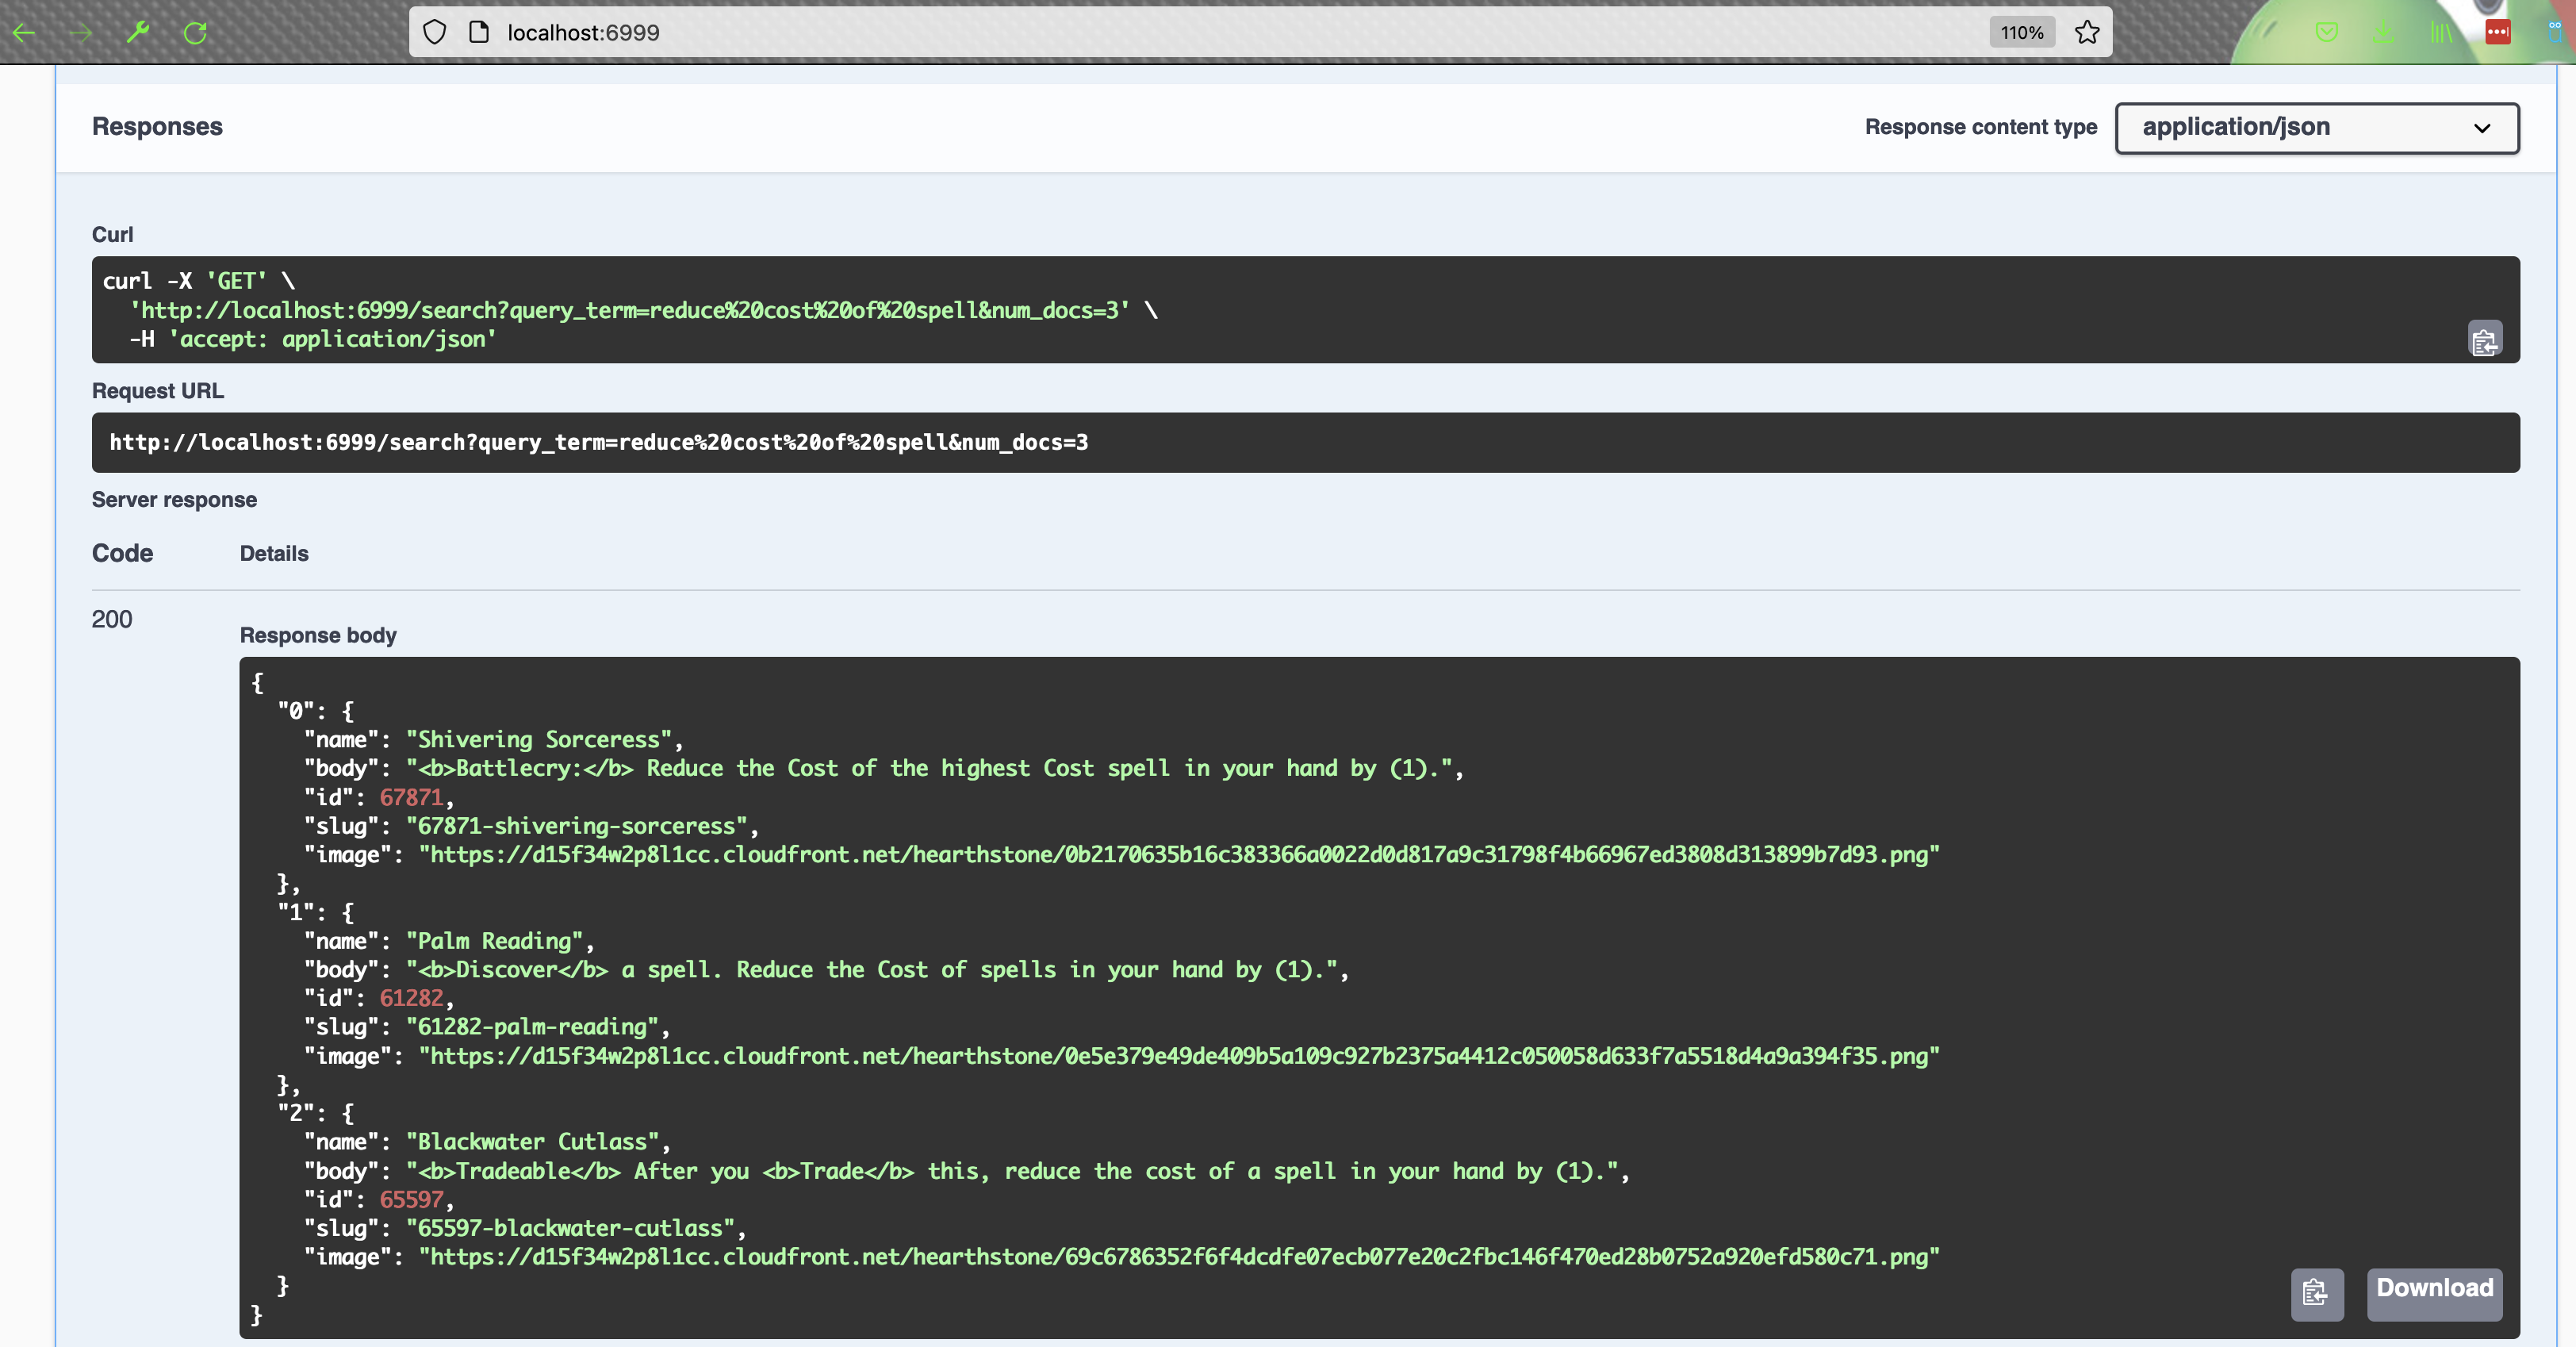 localhost:6999
110%
Responses
Response content type
application/json
Curl
curl -X 'GET' \
  'http://localhost:6999/search?query_term=reduce%20cost%20of%20spell&num_docs=3' \
  -H 'accept: application/json'
Request URL
http://localhost:6999/search?query_term=reduce%20cost%20of%20spell&num_docs=3
Server response
Code Details
200
Response body
{
  "0": {
    "name": "Shivering Sorceress",
    "body": "<b>Battlecry:</b> Reduce the Cost of the highest Cost spell in your hand by (1).",
    "id": 67871,
    "slug": "67871-shivering-sorceress",
    "image": "https://d15f34w2p8l1cc.cloudfront.net/hearthstone/0b2170635b16c383366a0022d0d817a9c31798f4b66967ed3808d313899b7d93.png"
  },
  "1": {
    "name": "Palm Reading",
    "body": "<b>Discover</b> a spell. Reduce the Cost of spells in your hand by (1).",
    "id": 61282,
    "slug": "61282-palm-reading",
    "image": "https://d15f34w2p8l1cc.cloudfront.net/hearthstone/0e5e379e49de409b5a109c927b2375a4412c050058d633f7a5518d4a9a394f35.png"
  },
  "2": {
    "name": "Blackwater Cutlass",
    "body": "<b>Tradeable</b> After you <b>Trade</b> this, reduce the cost of a spell in your hand by (1).",
    "id": 65597,
    "slug": "65597-blackwater-cutlass",
    "image": "https://d15f34w2p8l1cc.cloudfront.net/hearthstone/69c6786352f6f4dcdfe07ecb077e20c2fbc146f470ed28b0752a920efd580c71.png"
  }
}
Download